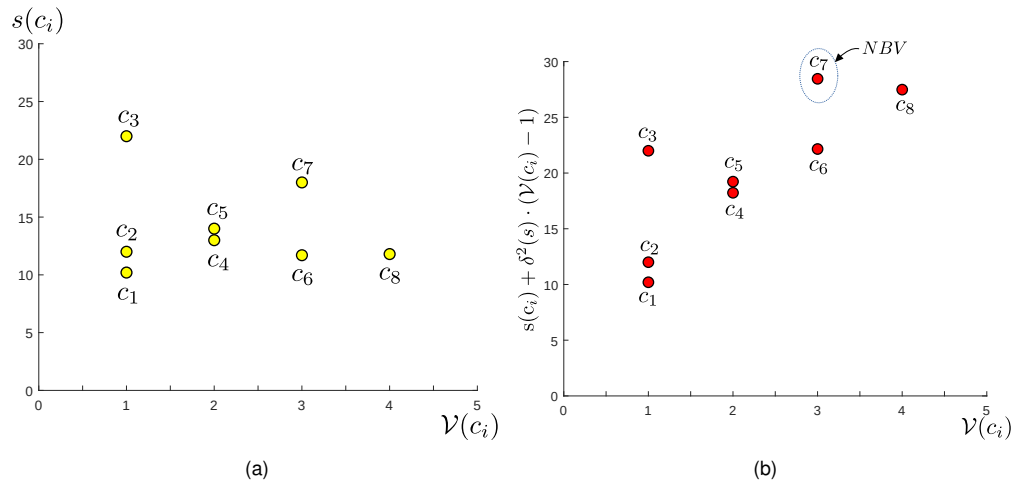 s(c_i)
30
25
20
15
10
5
0
c_3
c_7
c_5
c_2
c_4
c_6
c_8
c_1
0 1 2 3 4 5
𝒱(c_i)
(a)
s(c_i) + δ²(s) · (𝒱(c_i) − 1)
30
25
20
15
10
5
0
NBV
c_7
c_8
c_3
c_5
c_6
c_4
c_2
c_1
0 1 2 3 4 5
𝒱(c_i)
(b)